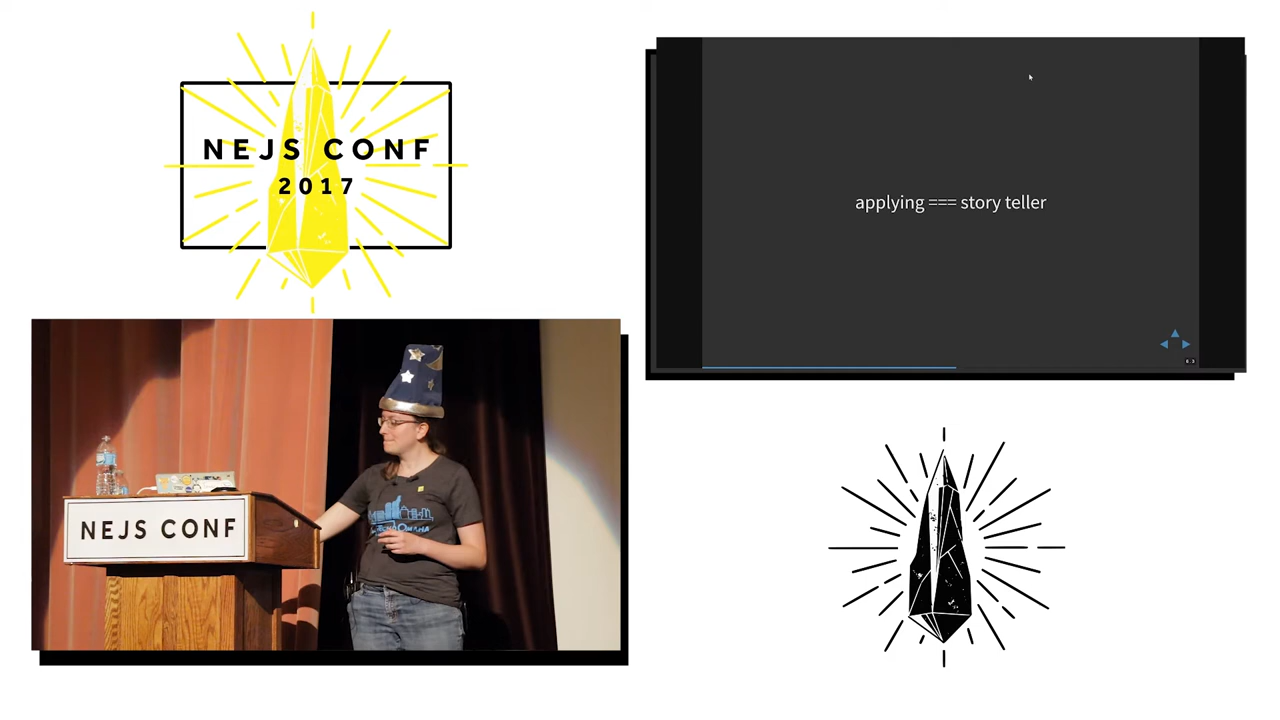 NEJS CONF
2017
applying === story teller
NEJS CONF